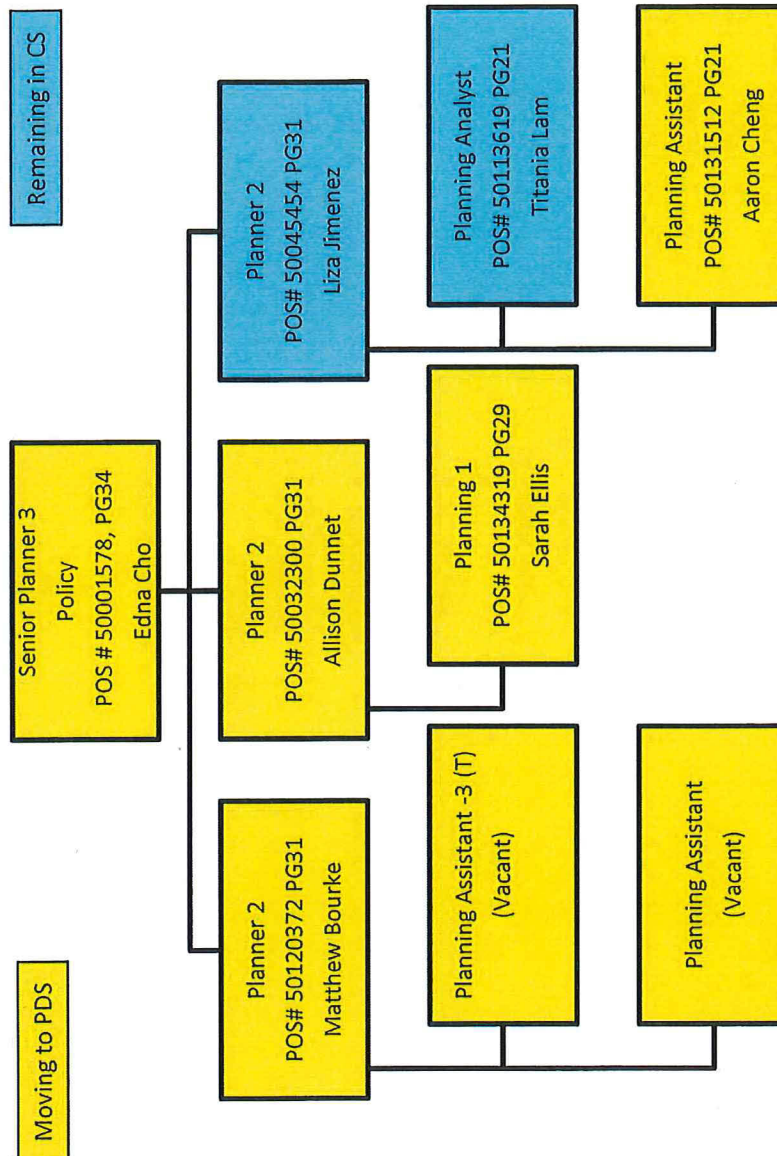 Moving to PDS
Remaining in CS
Senior Planner 3
Policy
POS # 50001578, PG34
Edna Cho
Planner 2
POS# 50120372 PG31
Matthew Bourke
Planner 2
POS# 50032300 PG31
Allison Dunnet
Planner 2
POS# 50045454 PG31
Liza Jimenez
Planning Assistant -3 (T)
(Vacant)
Planning 1
POS# 50134319 PG29
Sarah Ellis
Planning Analyst
POS# 50113619 PG21
Titania Lam
Planning Assistant
(Vacant)
Planning Assistant
POS# 50131512 PG21
Aaron Cheng